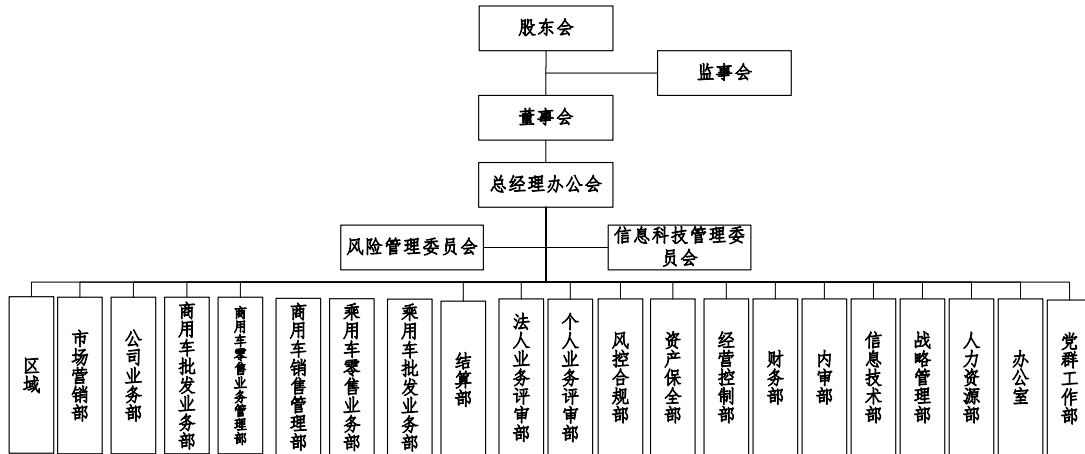 股东会
监事会
董事会
总经理办公会
风险管理委员会
信息科技管理委
员会
区域
市场营销部
公司业务部
商用车批发业务部
商用车零售业务管理部
商用车销售管理部
乘用车零售业务部
乘用车批发业务部
结算部
法人业务评审部
个人业务评审部
风控合规部
资产保全部
经营控制部
财务部
内审部
信息技术部
战略管理部
人力资源部
办公室
党群工作部